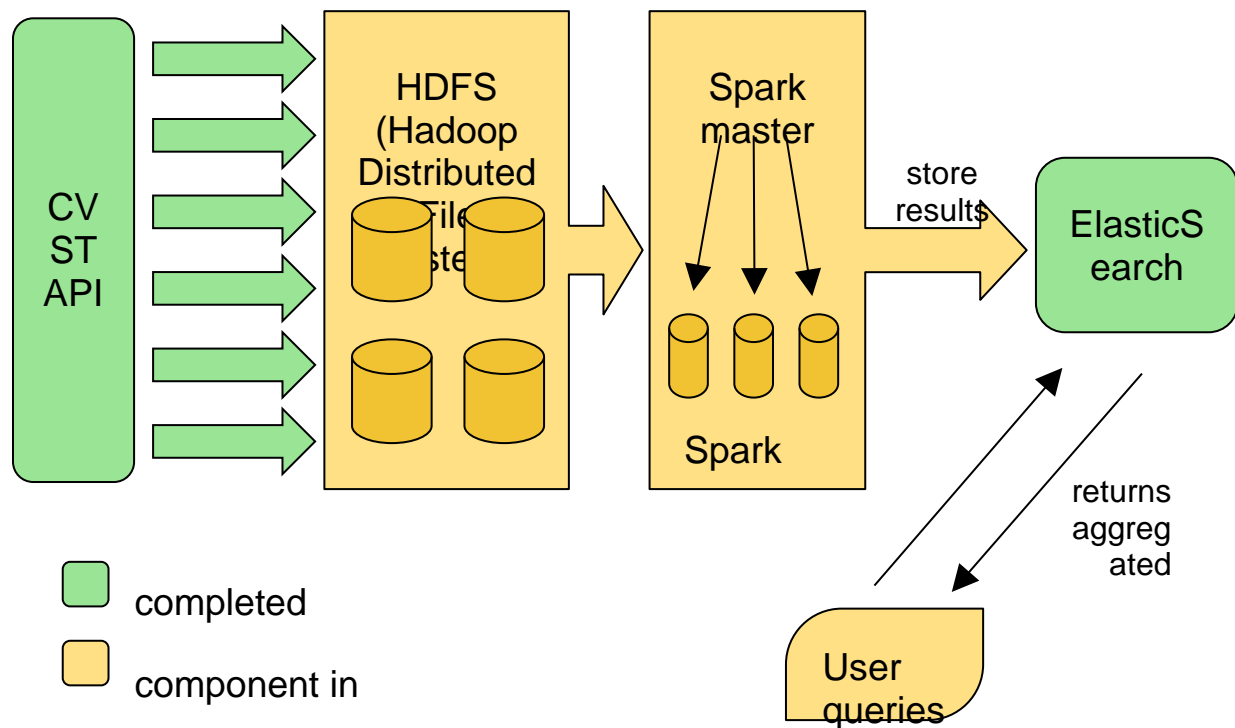 CV
ST
API
HDFS
(Hadoop
Distributed
File
Spark
master
Spark
store
results
ElasticS
earch
returns
aggreg
ated
User
queries
completed
component in